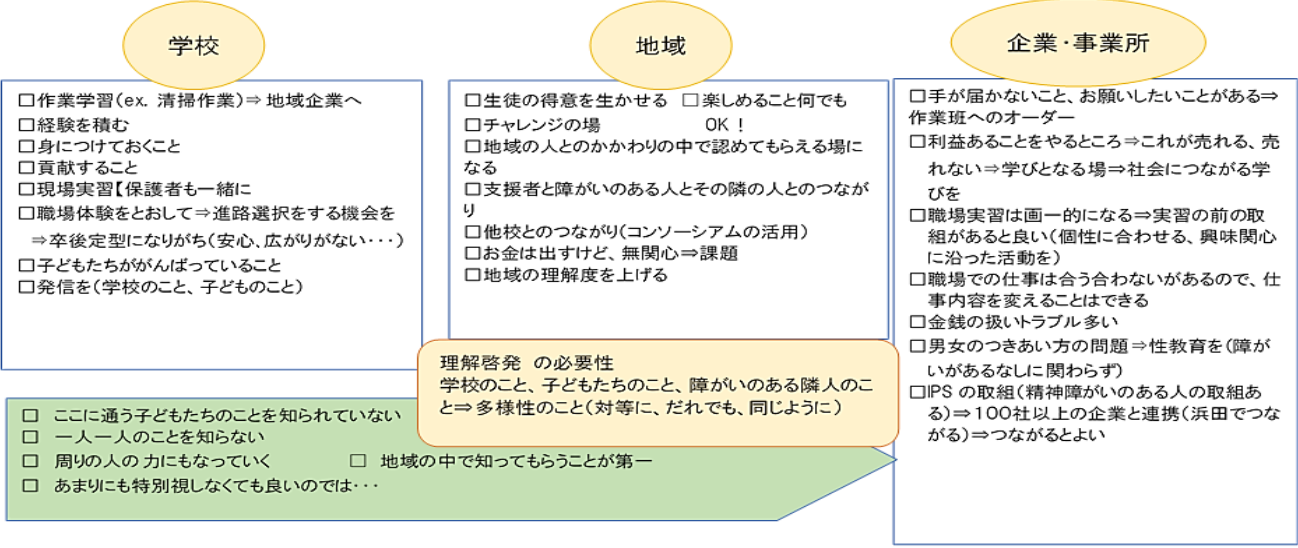 学校
□作業学習(ex. 清掃作業)⇒地域企業へ
□経験を積む
□身につけておくこと
□貢献すること
□現場実習【保護者も一緒に
□職場体験をとおして⇒進路選択をする機会を
⇒卒後定型になりがち(安心、広がりがない・・・)
□子どもたちががんばっていること
□発信を(学校のこと、子どものこと)
地域
□生徒の得意を生かせる □楽しめること何でも
□チャレンジの場 OK!
□地域の人とのかかわりの中で認めてもらえる場に
なる
□支援者と障がいのある人とその隣の人とのつなが
り
□他校とのつながり(コンソーシアムの活用)
□お金は出すけど、無関心⇒課題
□地域の理解度を上げる
企業・事業所
□手が届かないこと、お願いしたいことがある⇒
作業班へのオーダー
□利益あることをやるところ⇒これが売れる、売
れない⇒学びとなる場⇒社会につながる学
びを
□職場実習は画一的になる⇒実習の前の取
組があると良い(個性に合わせる、興味関心
に沿った活動を)
□職場での仕事は合う合わないがあるので、仕
事内容を変えることはできる
□金銭の扱いトラブル多い
□男女のつきあい方の問題⇒性教育を(障が
いがあるなしに関わらず)
□IPSの取組(精神障がいのある人の取組あ
る)⇒100社以上の企業と連携(浜田でつな
がる)⇒つながるとよい
理解啓発 の必要性
学校のこと、子どもたちのこと、障がいのある隣人のこ
と⇒多様性のこと(対等に、だれでも、同じように)
□ ここに通う子どもたちのことを知られていない
□ 一人一人のことを知らない
□ 周りの人の力にもなっていく □ 地域の中で知ってもらうことが第一
□ あまりにも特別視しなくても良いのでは・・・